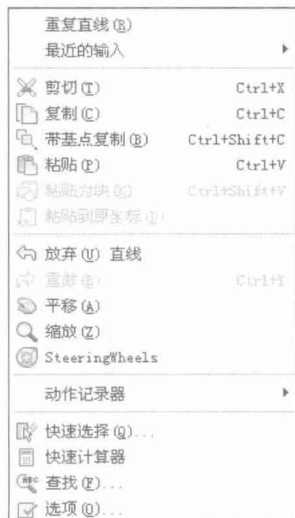 重复直线(R)
最近的输入
剪切(T) Ctrl+X
复制(C) Ctrl+C
带基点复制(B) Ctrl+Shift+C
粘贴(P) Ctrl+V
粘贴为块(K) Ctrl+Shift+V
粘贴到原坐标(D)
放弃(U) 直线
重做(R) Ctrl+Y
平移(A)
缩放(Z)
SteeringWheels
动作记录器
快速选择(Q)...
快速计算器
查找(F)...
选项(O)...